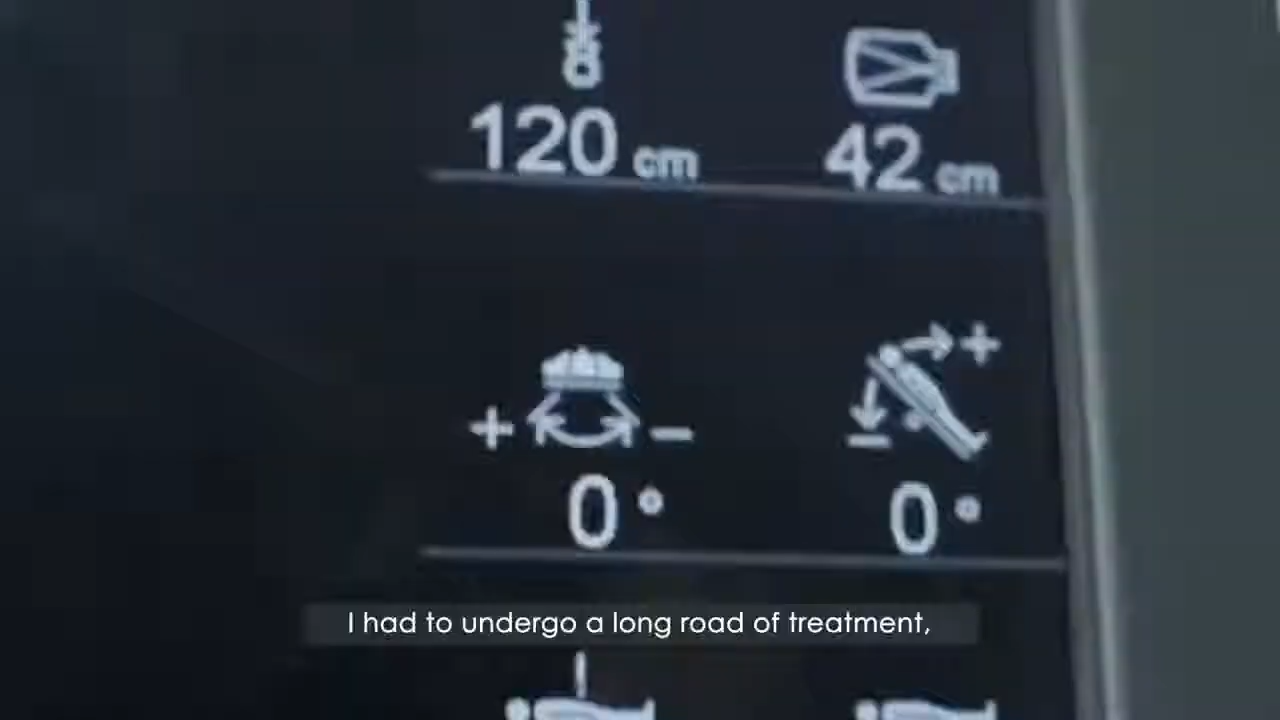 120 cm 42 cm
+ − +
−
0° 0°
I had to undergo a long road of treatment,